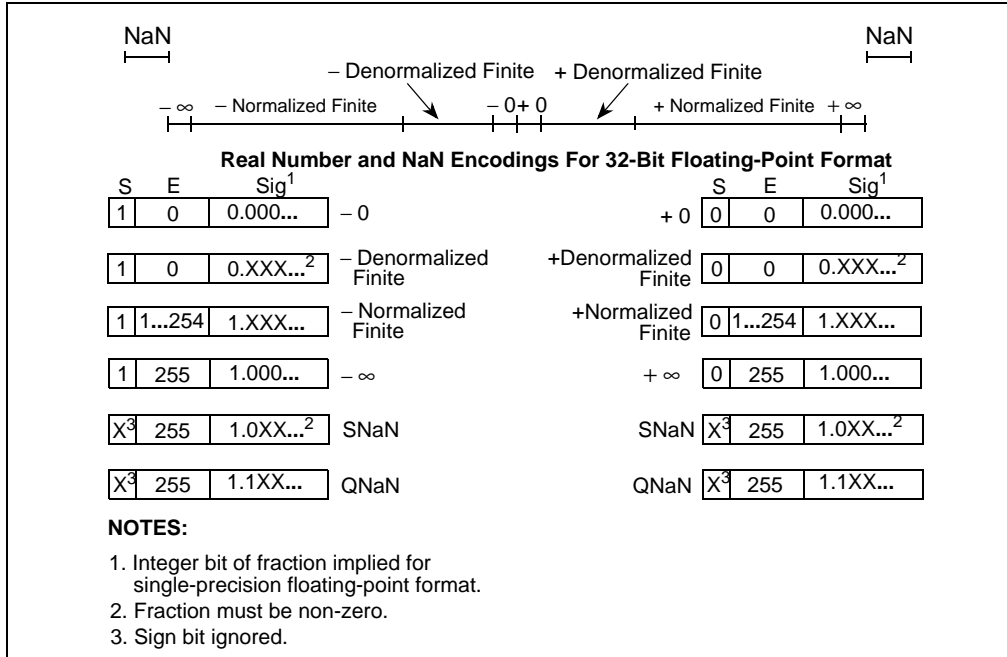 NaN NaN
− Denormalized Finite + Denormalized Finite
− ∞ − Normalized Finite − 0 + 0 + Normalized Finite + ∞
Real Number and NaN Encodings For 32-Bit Floating-Point Format
S E Sig1 S E Sig1
1 0 0.000... − 0 + 0 0 0 0.000...
1 0 0.XXX...2 − Denormalized Finite +Denormalized Finite 0 0 0.XXX...2
1 1...254 1.XXX... − Normalized Finite +Normalized Finite 0 1...254 1.XXX...
1 255 1.000... − ∞ + ∞ 0 255 1.000...
X3 255 1.0XX...2 SNaN SNaN X3 255 1.0XX...2
X3 255 1.1XX... QNaN QNaN X3 255 1.1XX...
NOTES:
1. Integer bit of fraction implied for
single-precision floating-point format.
2. Fraction must be non-zero.
3. Sign bit ignored.